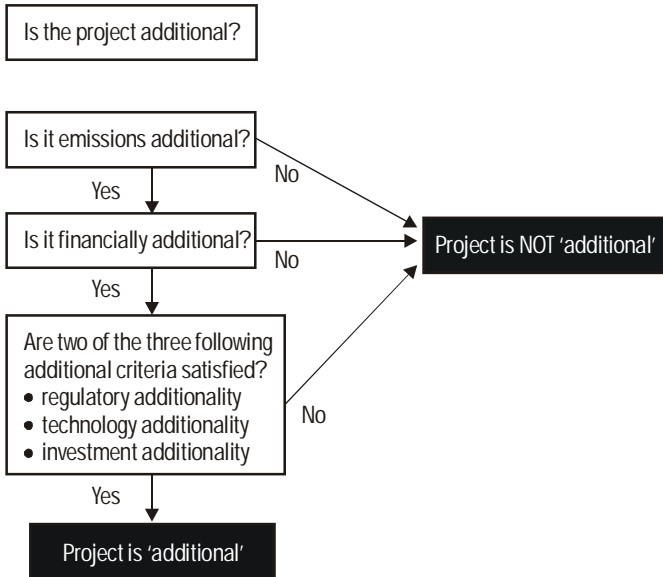 Is the project additional?
Is it emissions additional?
No
Yes
Is it financially additional?
Project is NOT ‘additional’
No
Yes
Are two of the three following
additional criteria satisfied?
• regulatory additionality
• technology additionality
• investment additionality
No
Yes
Project is ‘additional’